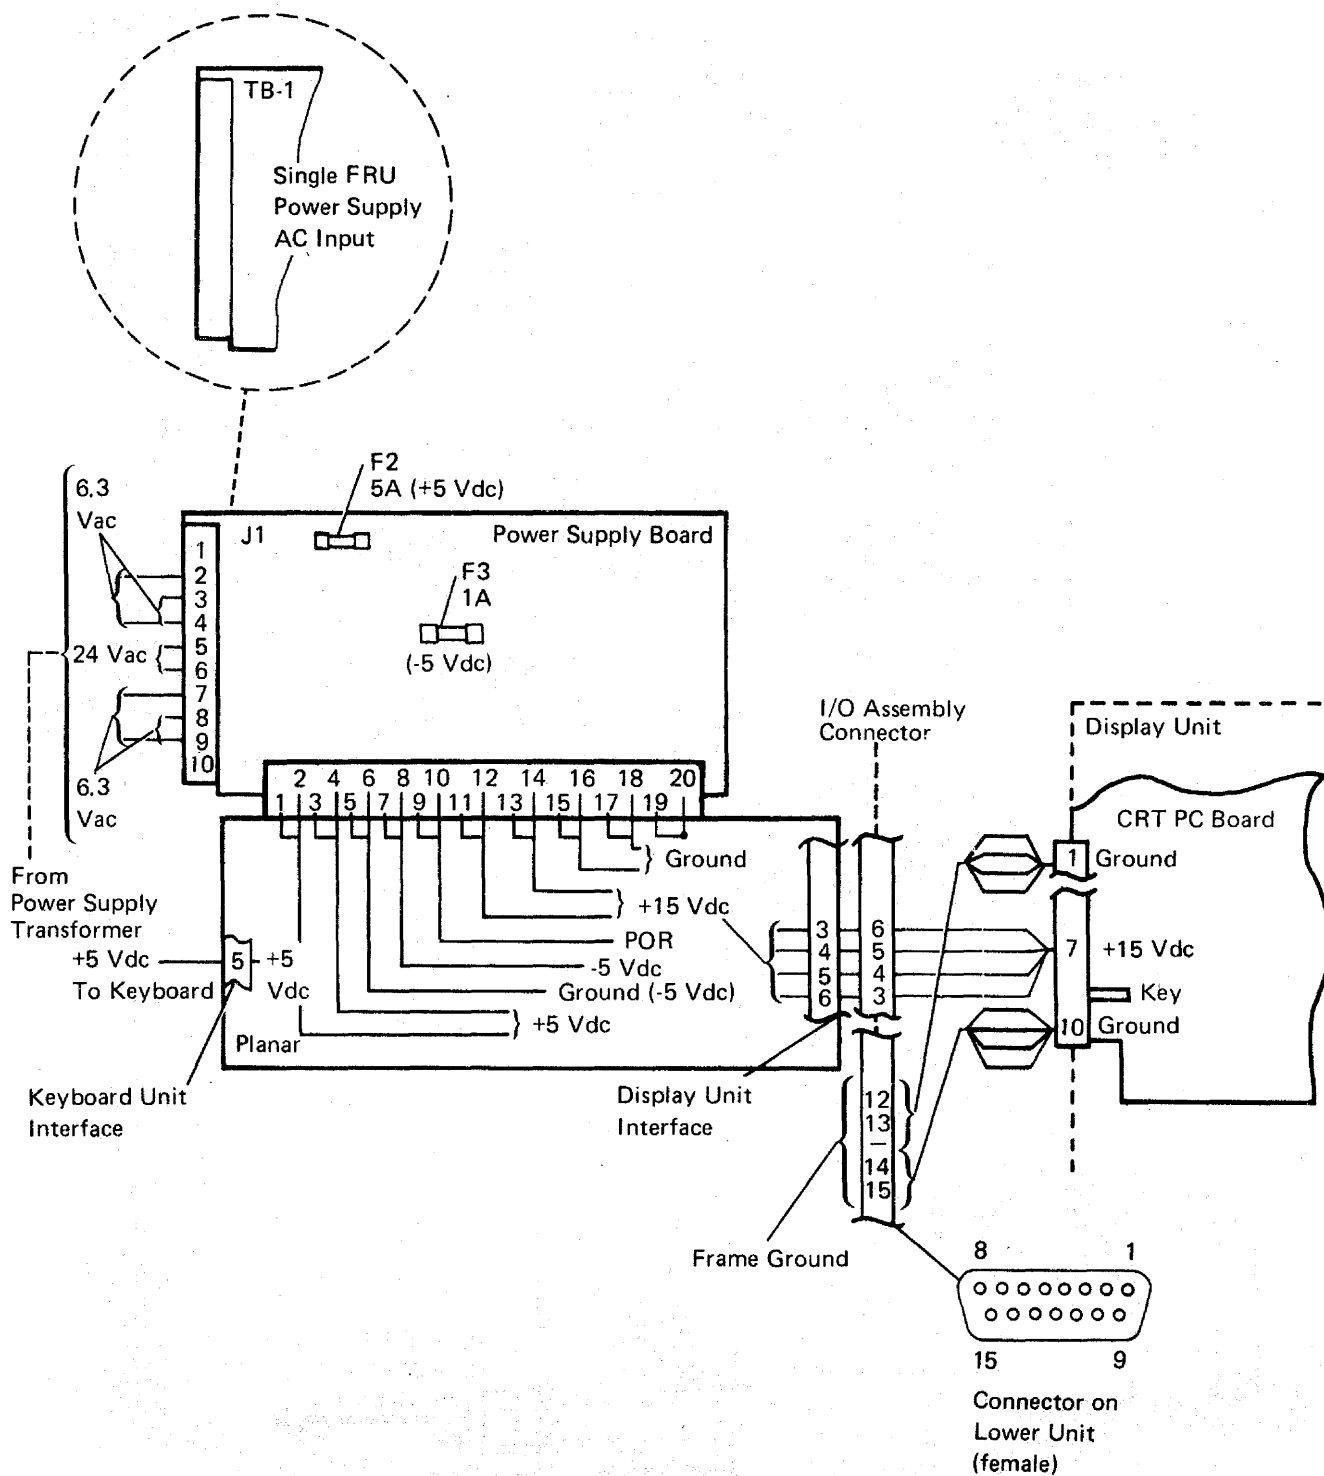 TB-1
Single FRU
Power Supply
AC Input
F2
5A (+5 Vdc)
6.3
Vac
J1
Power Supply Board
F3
1A
(-5 Vdc)
1
2
3
4
5
6
7
8
9
10
24 Vac
6.3
Vac
I/O Assembly
Connector
Display Unit
2 4 6 8 10 12 14 16 18 20
1 3 5 7 9 11 13 15 17 19
CRT PC Board
1 Ground
Ground
+15 Vdc
From
Power Supply
Transformer
POR
3 6
4 5
5 4
6 3
7 +15 Vdc
+5 Vdc
To Keyboard
5
+5
Vdc
-5 Vdc
Ground (-5 Vdc)
Key
10 Ground
+5 Vdc
Planar
Keyboard Unit
Interface
Display Unit
Interface
12
13
—
14
15
Frame Ground
8 1
15 9
Connector on
Lower Unit
(female)